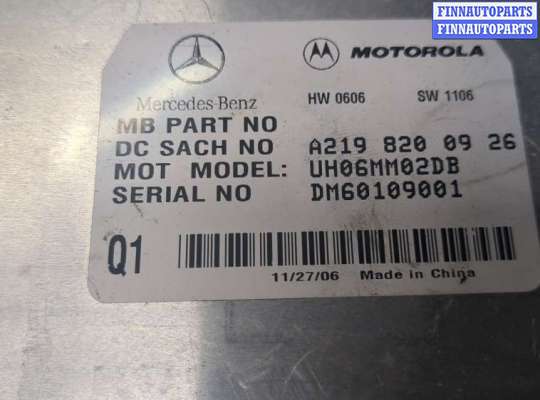 FINNAUTOPARTS
FINNAUTOPARTS
MOTOROLA
Mercedes-Benz
HW 0606 SW 1106
MB PART NO
DC SACH NO A219 820 09 26
MOT MODEL: UH06MM02DB
SERIAL NO DM60109001
Q1
11/27/06 Made in China